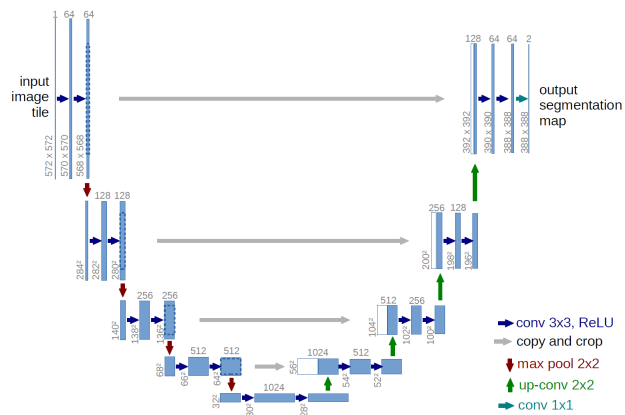 1
64
64
input
image
tile
572 x 572
570 x 570
568 x 568
128
64
64
2
output
segmentation
map
392 x 392
390 x 390
388 x 388
388 x 388
128
128
284²
282²
280²
256
128
200²
198²
196²
256
256
140²
138²
136²
512
256
104²
102²
100²
512
512
68²
66²
64²
1024
512
56²
54²
52²
1024
32²
30²
28²
conv 3x3, ReLU
copy and crop
max pool 2x2
up-conv 2x2
conv 1x1